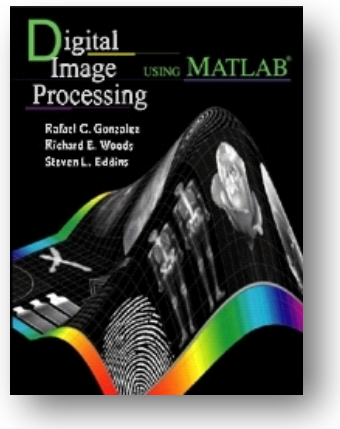 Digital
Image
Processing
USING MATLAB®
Rafael C. Gonzalez
Richard E. Woods
Steven L. Eddins